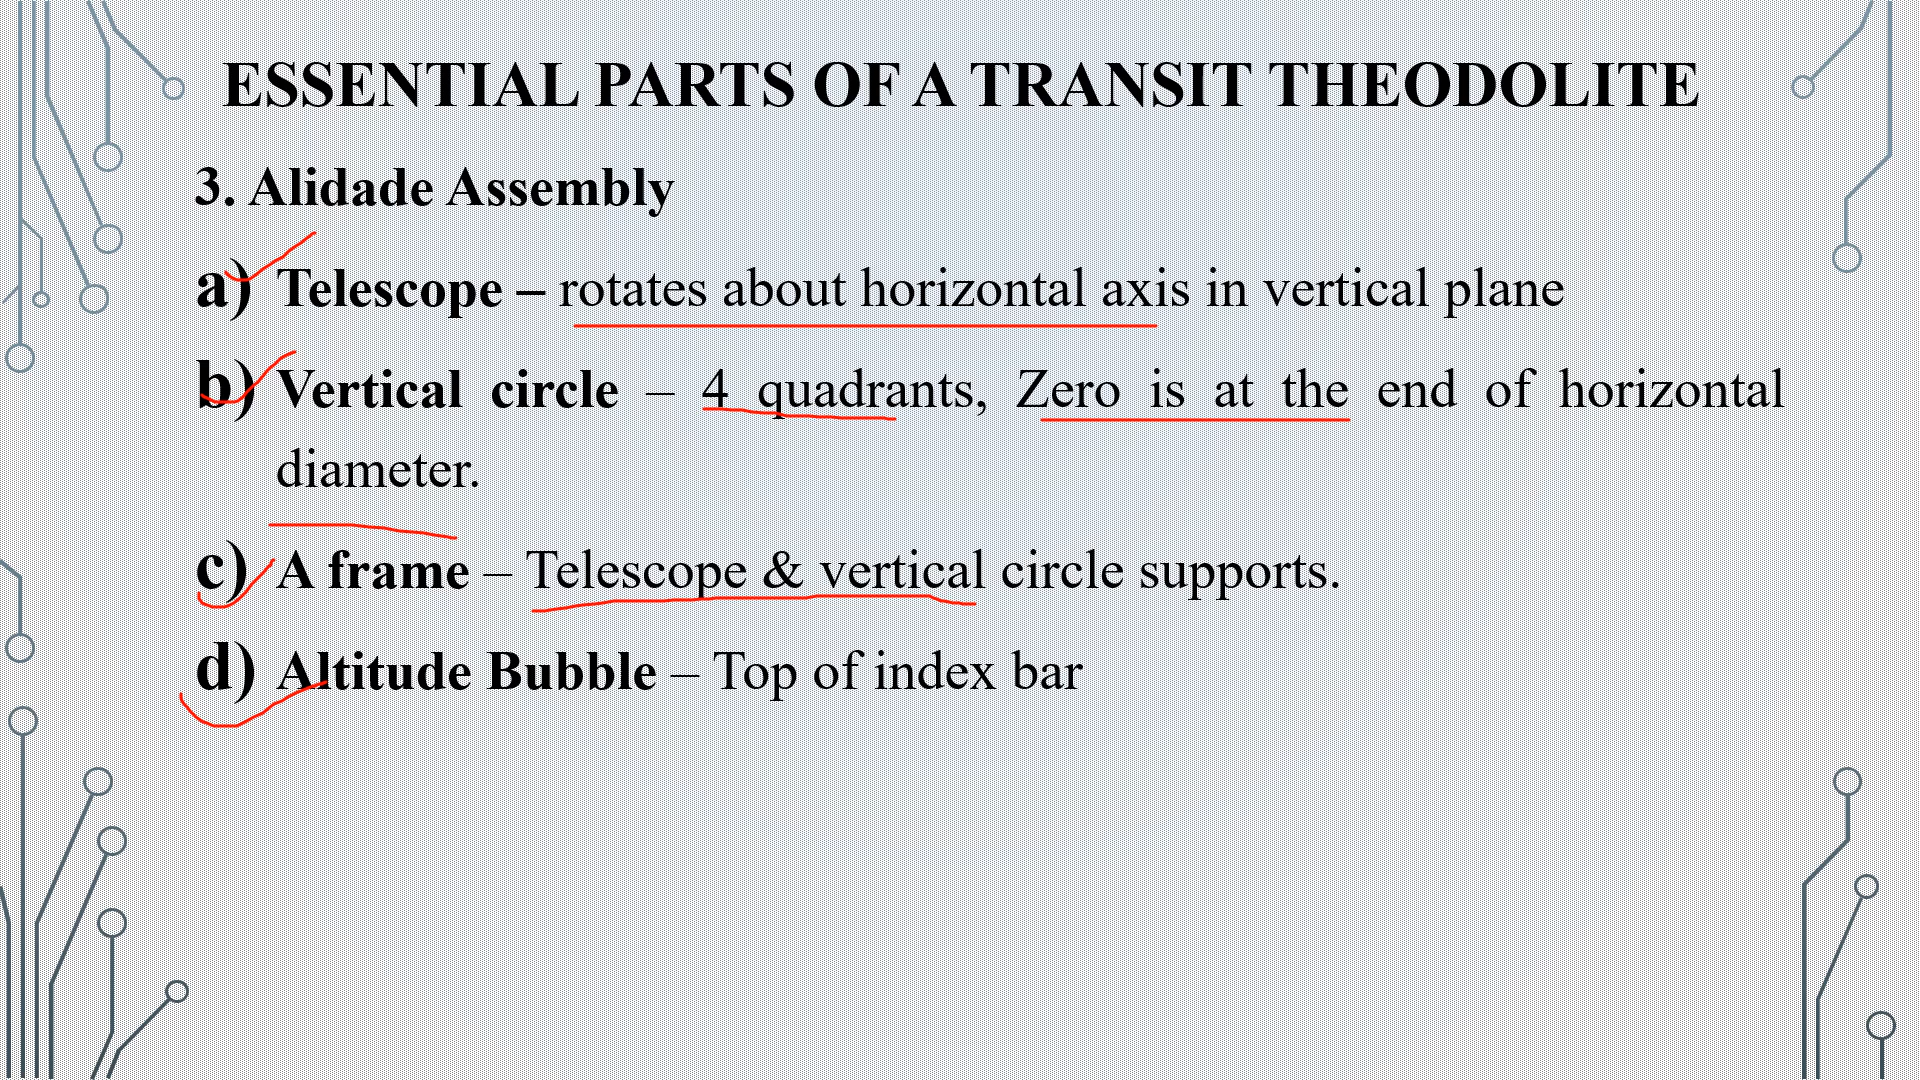 ESSENTIAL PARTS OF A TRANSIT THEODOLITE
3. Alidade Assembly
a) Telescope – rotates about horizontal axis in vertical plane
b) Vertical circle – 4 quadrants, Zero is at the end of horizontal
diameter.
c) A frame – Telescope & vertical circle supports.
d) Altitude Bubble – Top of index bar